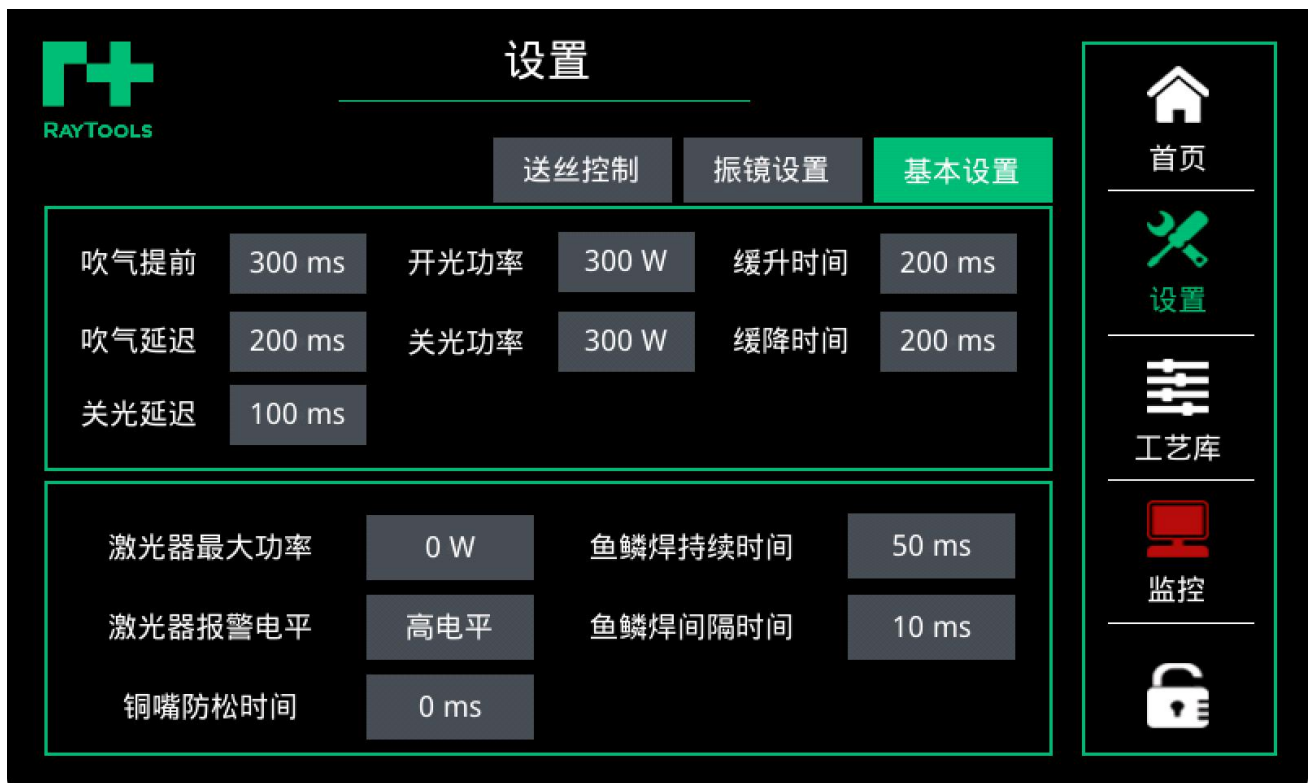 RAYTOOLS
设置
送丝控制 振镜设置 基本设置
吹气提前 300 ms 开光功率 300 W 缓升时间 200 ms
吹气延迟 200 ms 关光功率 300 W 缓降时间 200 ms
关光延迟 100 ms
激光器最大功率 0 W 鱼鳞焊持续时间 50 ms
激光器报警电平 高电平 鱼鳞焊间隔时间 10 ms
铜嘴防松时间 0 ms
首页
设置
工艺库
监控